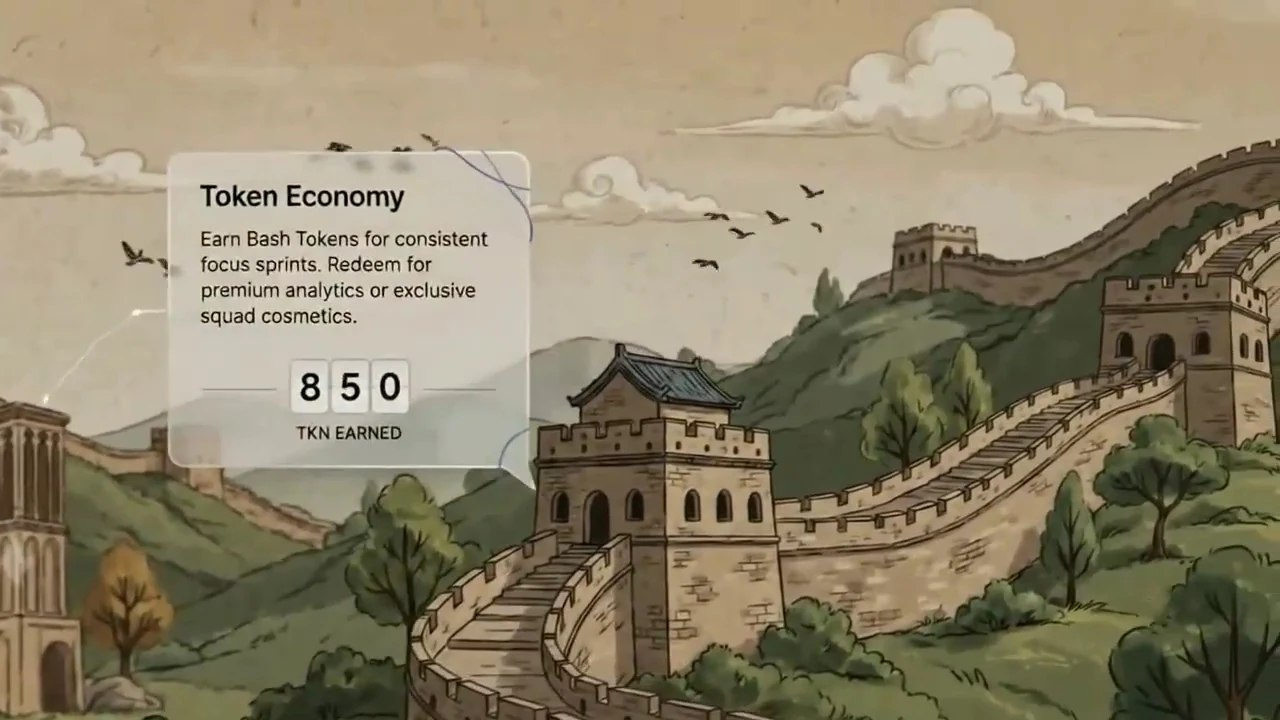 Token Economy
Earn Bash Tokens for consistent
focus sprints. Redeem for
premium analytics or exclusive
squad cosmetics.
850
TKN EARNED